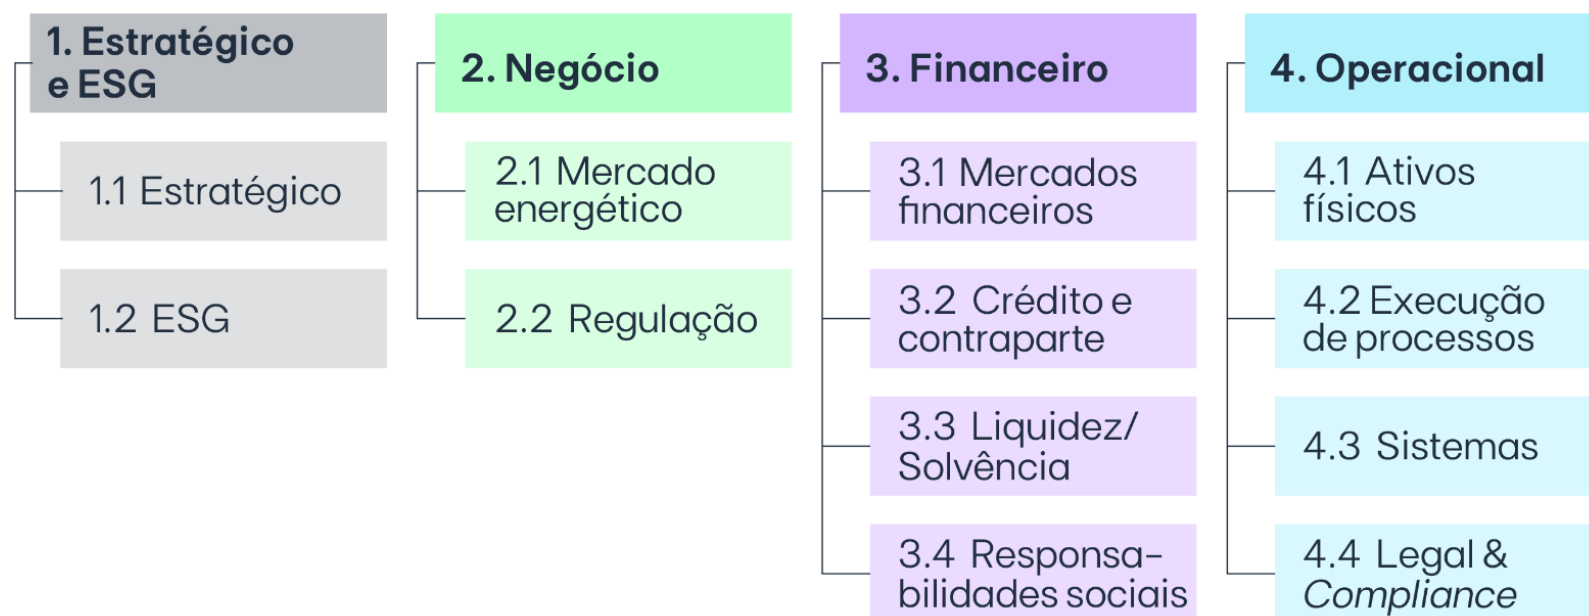 1. Estratégico
e ESG
1.1 Estratégico
1.2 ESG
2. Negócio
2.1 Mercado
energético
2.2 Regulação
3. Financeiro
3.1 Mercados
financeiros
3.2 Crédito e
contraparte
3.3 Liquidez/
Solvência
3.4 Responsa-
bilidades sociais
4. Operacional
4.1 Ativos
físicos
4.2 Execução
de processos
4.3 Sistemas
4.4 Legal &
Compliance